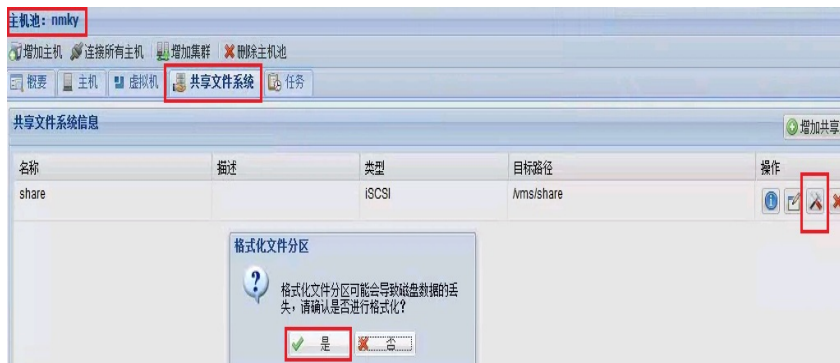 主机池：nmky
增加主机 连接所有主机 增加集群 删除主机池
概要 主机 虚拟机 共享文件系统 任务
共享文件系统信息 增加共享
名称 描述 类型 目标路径 操作
share iSCSI /vms/share
格式化文件分区
格式化文件分区可能会导致磁盘数据的丢
失，请确认是否进行格式化？
是 否